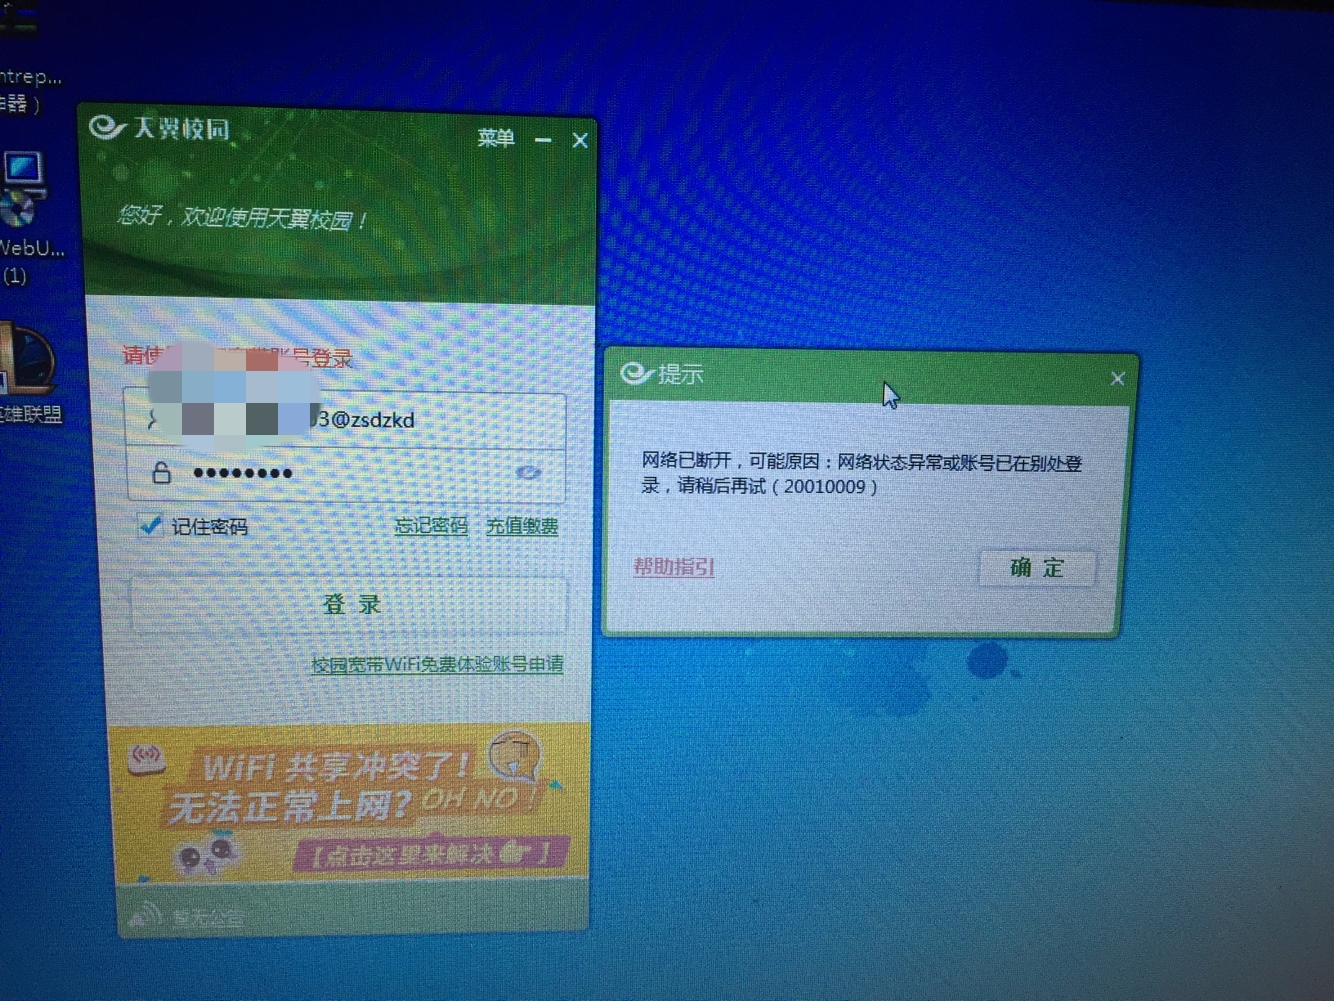 ntrep...
器）
WebU...
(1)
雄联盟
天翼校园
菜单
您好，欢迎使用天翼校园！
请使 账号登录
3@zsdzkd
记住密码
忘记密码 充值缴费
登 录
校园宽带WiFi免费体验账号申请
WiFi 共享冲突了！
无法正常上网？OH NO！
【点击这里来解决 】
暂无公告
提示
网络已断开，可能原因：网络状态异常或账号已在别处登
录，请稍后再试（20010009）
帮助指引
确 定